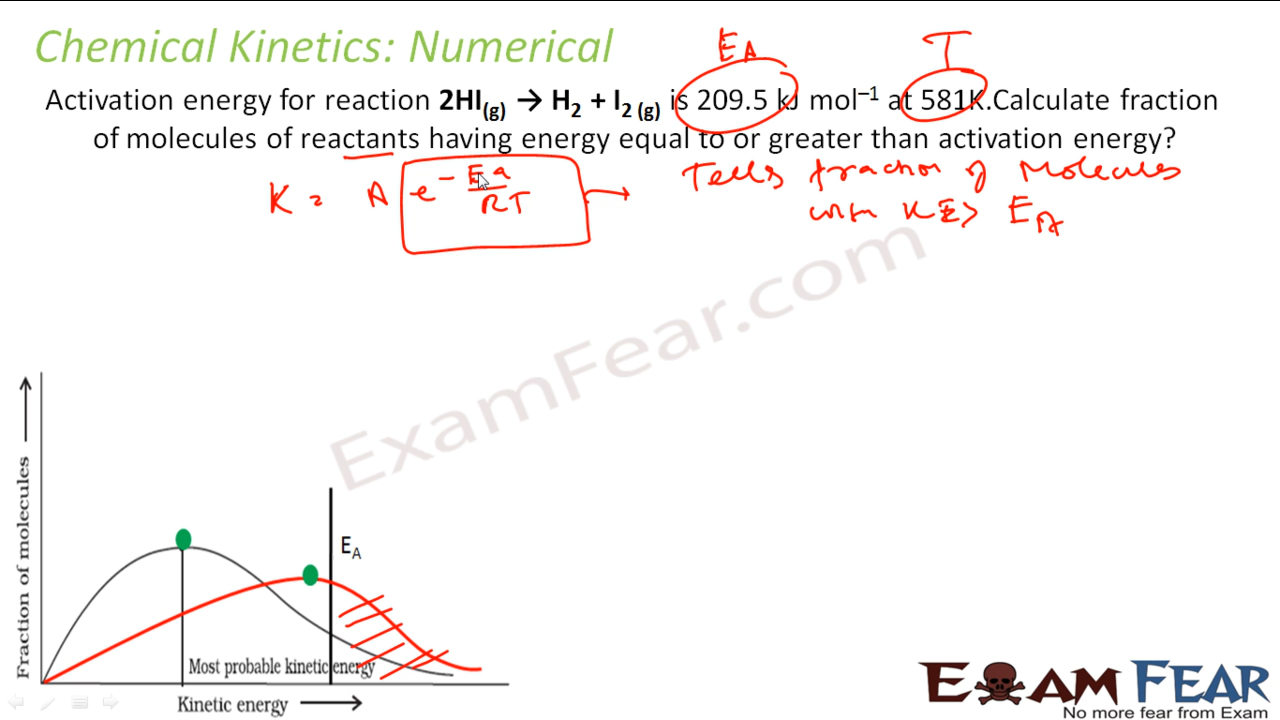 Chemical Kinetics: Numerical
EA
T
Activation energy for reaction 2HI(g) → H2 + I2 (g) is 209.5 kJ mol–1 at 581K.Calculate fraction
of molecules of reactants having energy equal to or greater than activation energy?
K = A e – Ea
RT
Tells fraction of Molecules
with KE > EA
ExamFear.com
Fraction of molecules
EA
Most probable kinetic energy
Kinetic energy
EXAM FEAR
No more fear from Exam